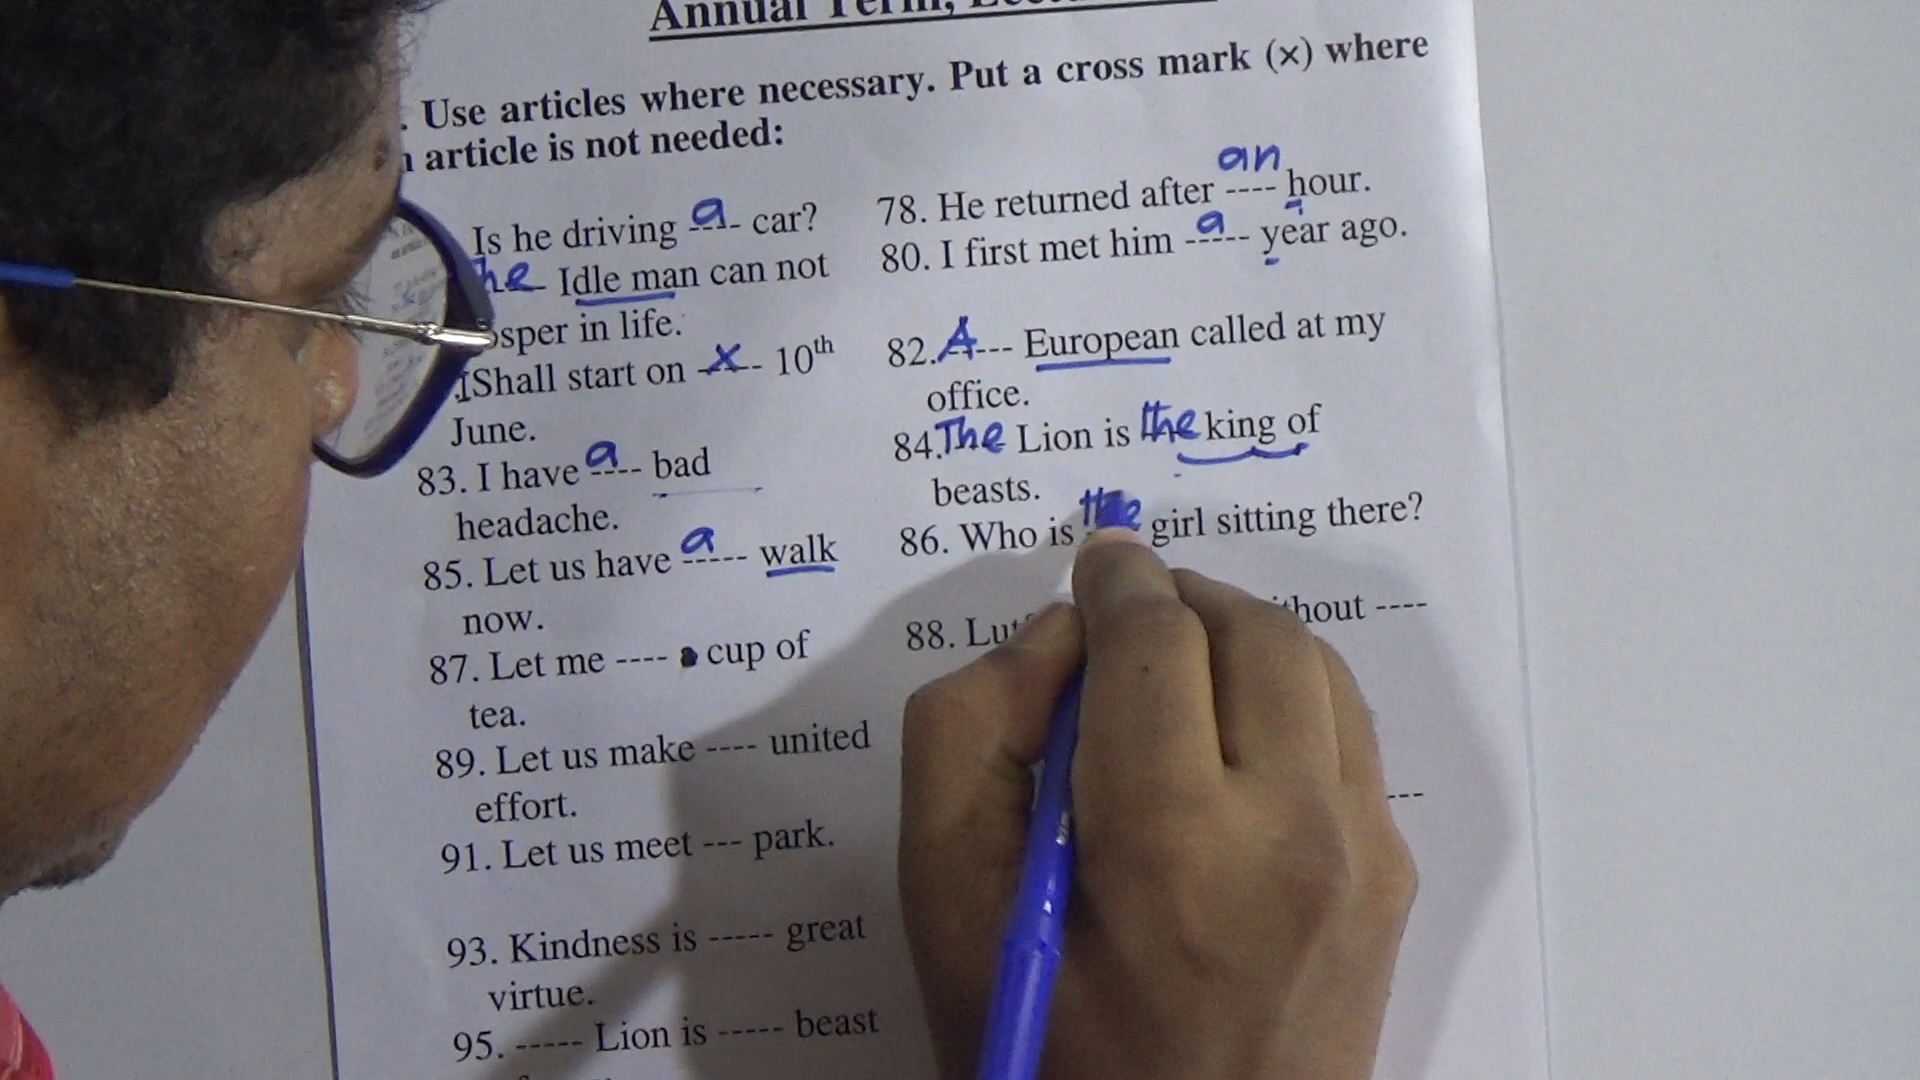 Annual Term,
. Use articles where necessary. Put a cross mark (×) where
article is not needed:
Is he driving a car?
he Idle man can not
osper in life.
IShall start on x 10th
June.
83. I have a bad
headache.
85. Let us have a walk
now.
87. Let me ---- cup of
tea.
89. Let us make ---- united
effort.
91. Let us meet --- park.
93. Kindness is ----- great
virtue.
95. ----- Lion is ----- beast
78. He returned after an hour.
80. I first met him a year ago.
82. A European called at my
office.
84. The Lion is the king of
beasts.
86. Who is the girl sitting there?
88. Lu thout ----
---